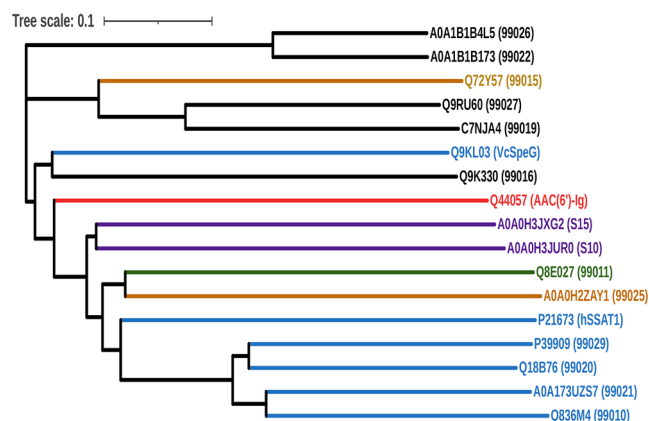 Tree scale: 0.1
A0A1B1B4L5 (99026)
A0A1B1B173 (99022)
Q72Y57 (99015)
Q9RU60 (99027)
C7NJA4 (99019)
Q9KL03 (VcSpeG)
Q9K330 (99016)
Q44057 (AAC(6')-Ig)
A0A0H3JXG2 (S15)
A0A0H3JUR0 (S10)
Q8E027 (99011)
A0A0H2ZAY1 (99025)
P21673 (hSSAT1)
P39909 (99029)
Q18B76 (99020)
A0A173UZS7 (99021)
Q836M4 (99010)